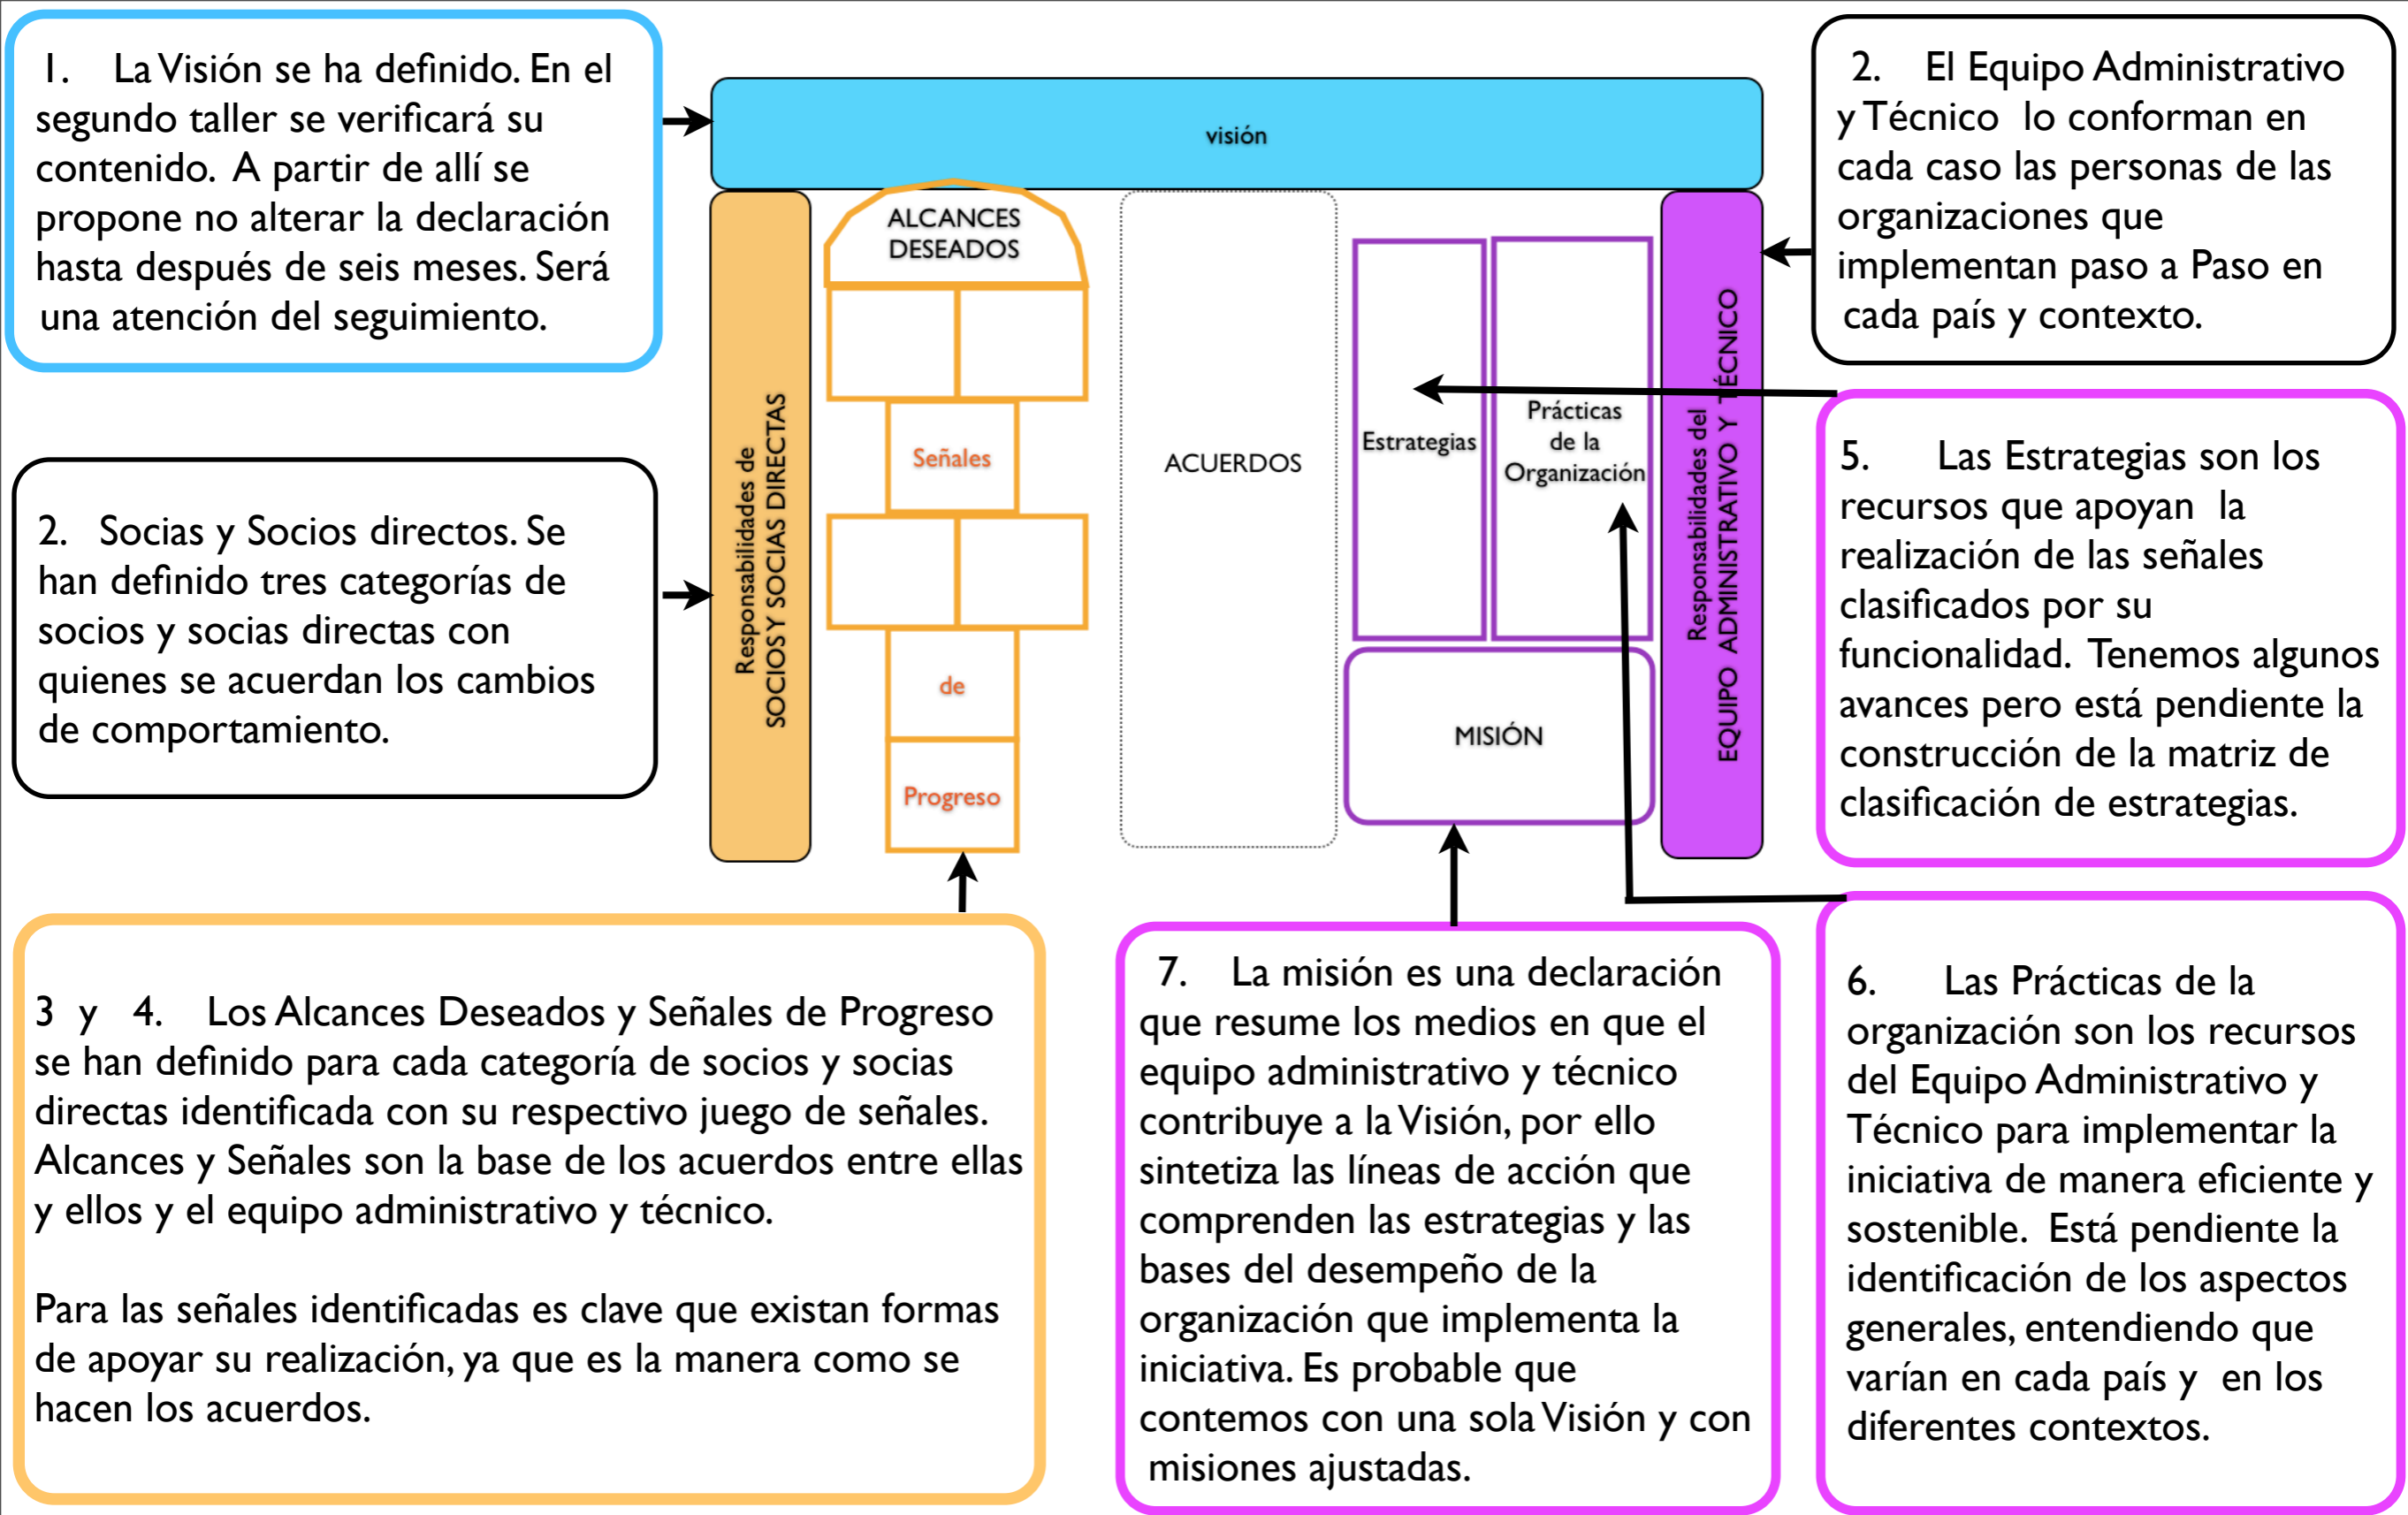 1. La Visión se ha definido. En el
segundo taller se verificará su
contenido. A partir de allí se
propone no alterar la declaración
hasta después de seis meses. Será
una atención del seguimiento.
visión
2. El Equipo Administrativo
y Técnico lo conforman en
cada caso las personas de las
organizaciones que
implementan paso a Paso en
cada país y contexto.
2. Socias y Socios directos. Se
han definido tres categorías de
socios y socias directas con
quienes se acuerdan los cambios
de comportamiento.
Responsabilidades de
SOCIOS Y SOCIAS DIRECTAS
ALCANCES
DESEADOS
Señales
de
Progreso
ACUERDOS
Estrategias
Prácticas
de la
Organización
MISIÓN
Responsabilidades del
EQUIPO ADMINISTRATIVO Y TÉCNICO
5. Las Estrategias son los
recursos que apoyan la
realización de las señales
clasificados por su
funcionalidad. Tenemos algunos
avances pero está pendiente la
construcción de la matriz de
clasificación de estrategias.
3 y 4. Los Alcances Deseados y Señales de Progreso
se han definido para cada categoría de socios y socias
directas identificada con su respectivo juego de señales.
Alcances y Señales son la base de los acuerdos entre ellas
y ellos y el equipo administrativo y técnico.
Para las señales identificadas es clave que existan formas
de apoyar su realización, ya que es la manera como se
hacen los acuerdos.
7. La misión es una declaración
que resume los medios en que el
equipo administrativo y técnico
contribuye a la Visión, por ello
sintetiza las líneas de acción que
comprenden las estrategias y las
bases del desempeño de la
organización que implementa la
iniciativa. Es probable que
contemos con una sola Visión y con
misiones ajustadas.
6. Las Prácticas de la
organización son los recursos
del Equipo Administrativo y
Técnico para implementar la
iniciativa de manera eficiente y
sostenible. Está pendiente la
identificación de los aspectos
generales, entendiendo que
varían en cada país y en los
diferentes contextos.